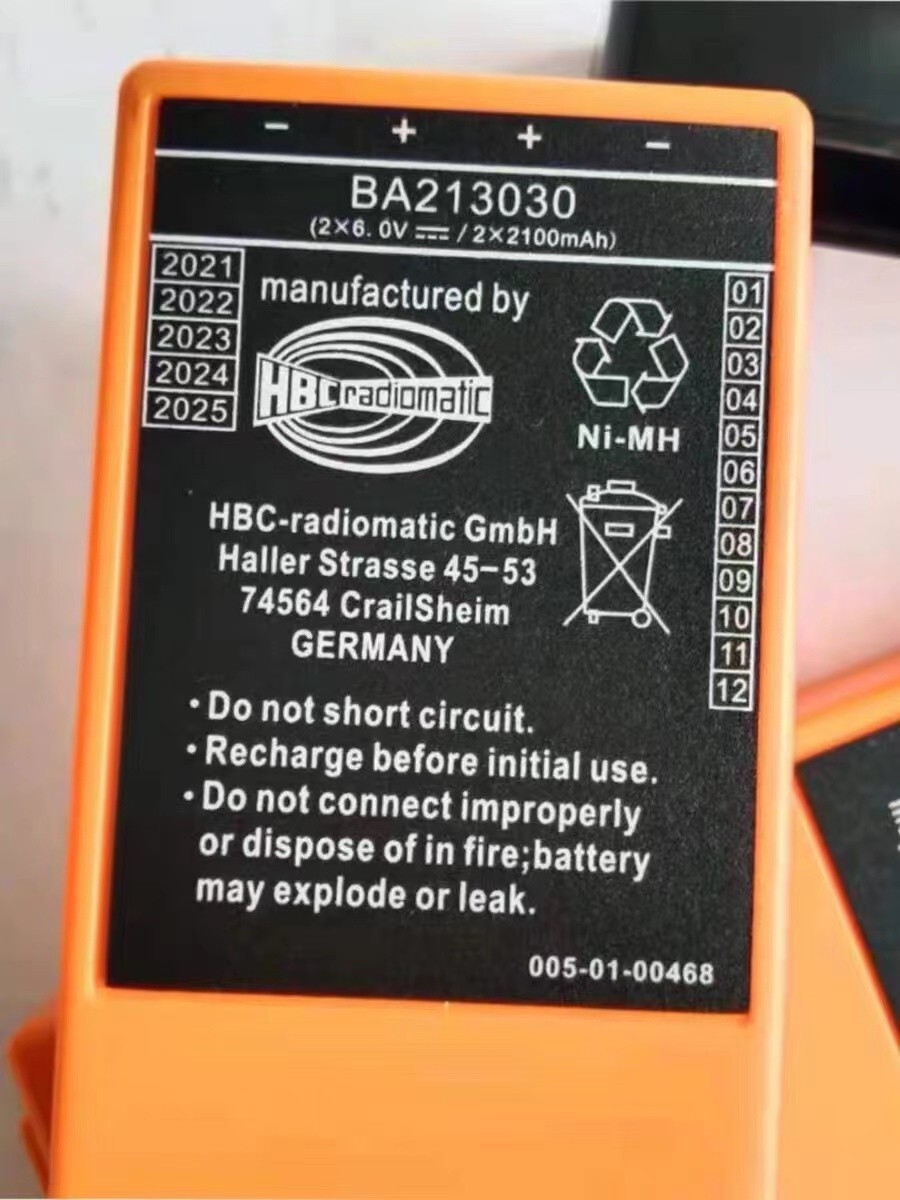 − + + −
BA213030
(2×6.0V ⎓ / 2×2100mAh)
2021
2022
2023
2024
2025
manufactured by
HBC radiomatic
Ni-MH
01
02
03
04
05
06
07
08
09
10
11
12
HBC-radiomatic GmbH
Haller Strasse 45−53
74564 CrailSheim
GERMANY
• Do not short circuit.
• Recharge before initial use.
• Do not connect improperly
or dispose of in fire;battery
may explode or leak.
005-01-00468